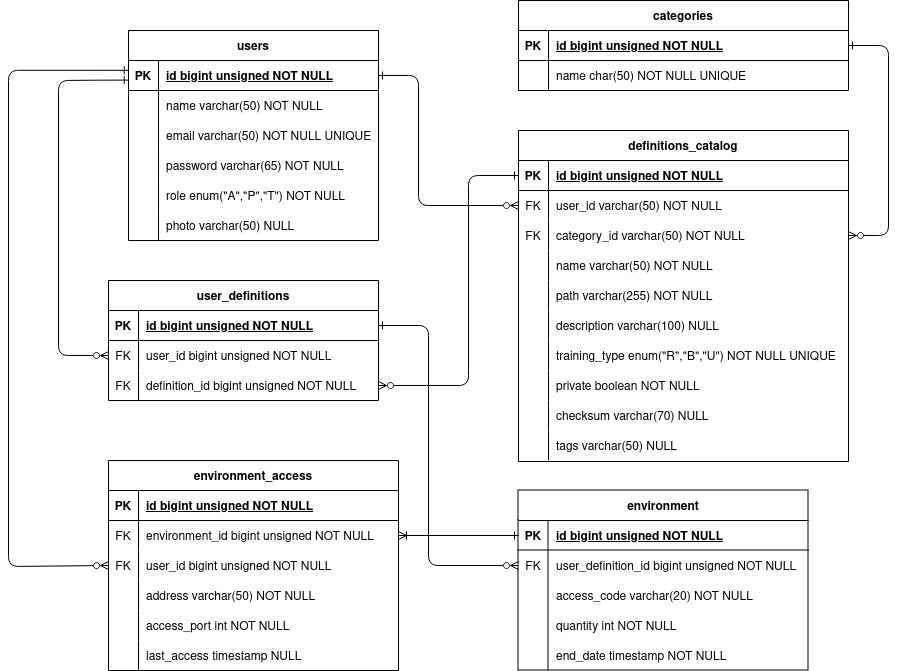 users
PK id bigint unsigned NOT NULL
name varchar(50) NOT NULL
email varchar(50) NOT NULL UNIQUE
password varchar(65) NOT NULL
role enum("A","P","T") NOT NULL
photo varchar(50) NULL
categories
PK id bigint unsigned NOT NULL
name char(50) NOT NULL UNIQUE
definitions_catalog
PK id bigint unsigned NOT NULL
FK user_id varchar(50) NOT NULL
FK category_id varchar(50) NOT NULL
name varchar(50) NOT NULL
path varchar(255) NOT NULL
description varchar(100) NULL
training_type enum("R","B","U") NOT NULL UNIQUE
private boolean NOT NULL
checksum varchar(70) NULL
tags varchar(50) NULL
user_definitions
PK id bigint unsigned NOT NULL
FK user_id bigint unsigned NOT NULL
FK definition_id bigint unsigned NOT NULL
environment_access
PK id bigint unsigned NOT NULL
FK environment_id bigint unsigned NOT NULL
FK user_id bigint unsigned NOT NULL
address varchar(50) NOT NULL
access_port int NOT NULL
last_access timestamp NULL
environment
PK id bigint unsigned NOT NULL
FK user_definition_id bigint unsigned NOT NULL
access_code varchar(20) NOT NULL
quantity int NOT NULL
end_date timestamp NOT NULL